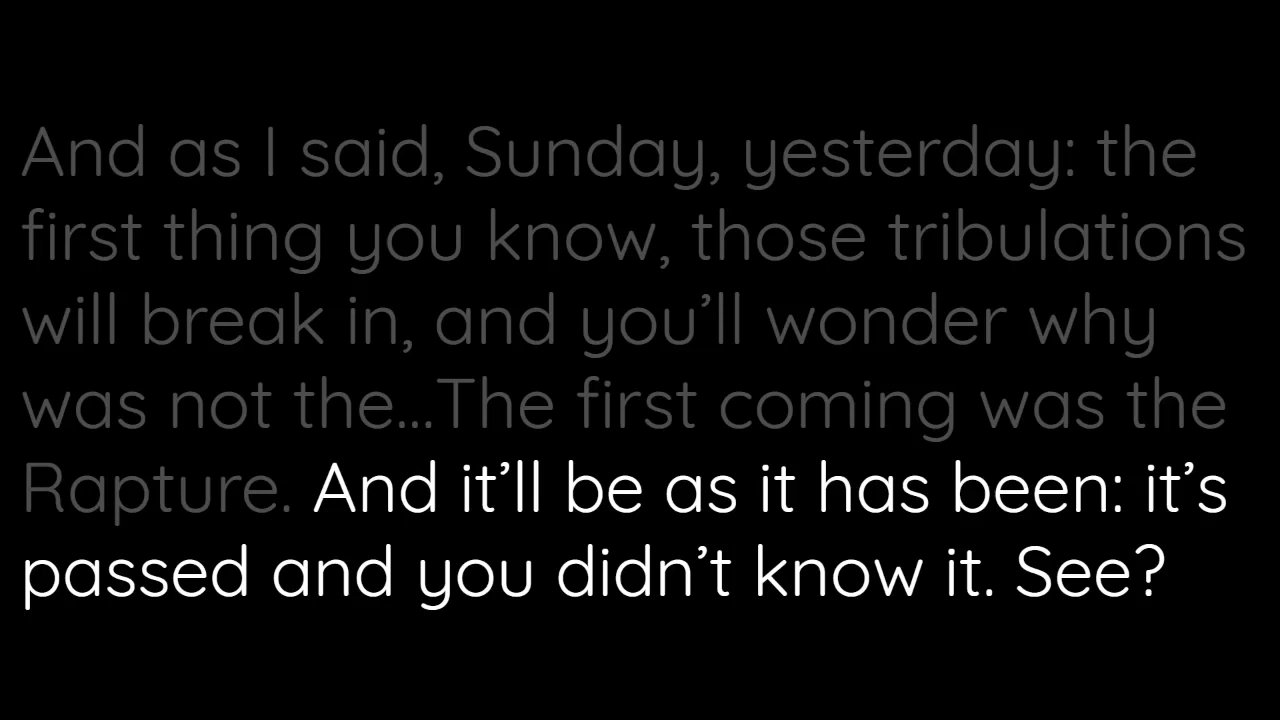 And as I said, Sunday, yesterday: the
first thing you know, those tribulations
will break in, and you’ll wonder why
was not the...The first coming was the
Rapture. And it’ll be as it has been: it’s
passed and you didn’t know it. See?